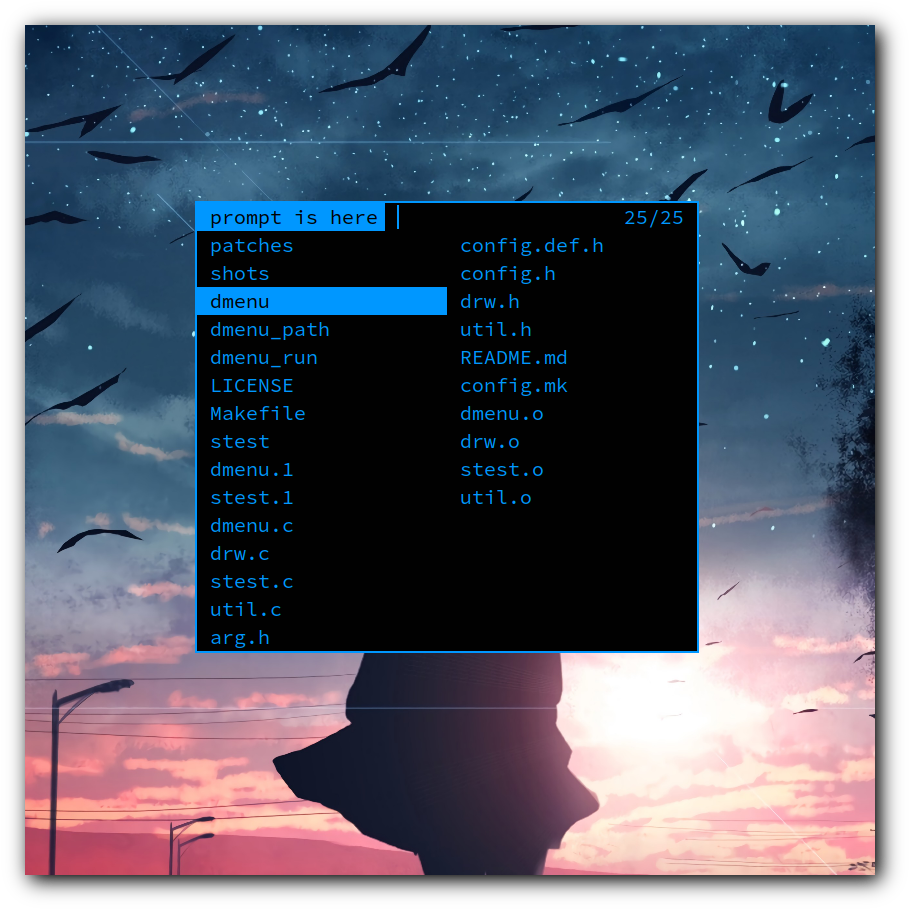 prompt is here 25/25
patches
shots
dmenu
dmenu_path
dmenu_run
LICENSE
Makefile
stest
dmenu.1
stest.1
dmenu.c
drw.c
stest.c
util.c
arg.h
config.def.h
config.h
drw.h
util.h
README.md
config.mk
dmenu.o
drw.o
stest.o
util.o